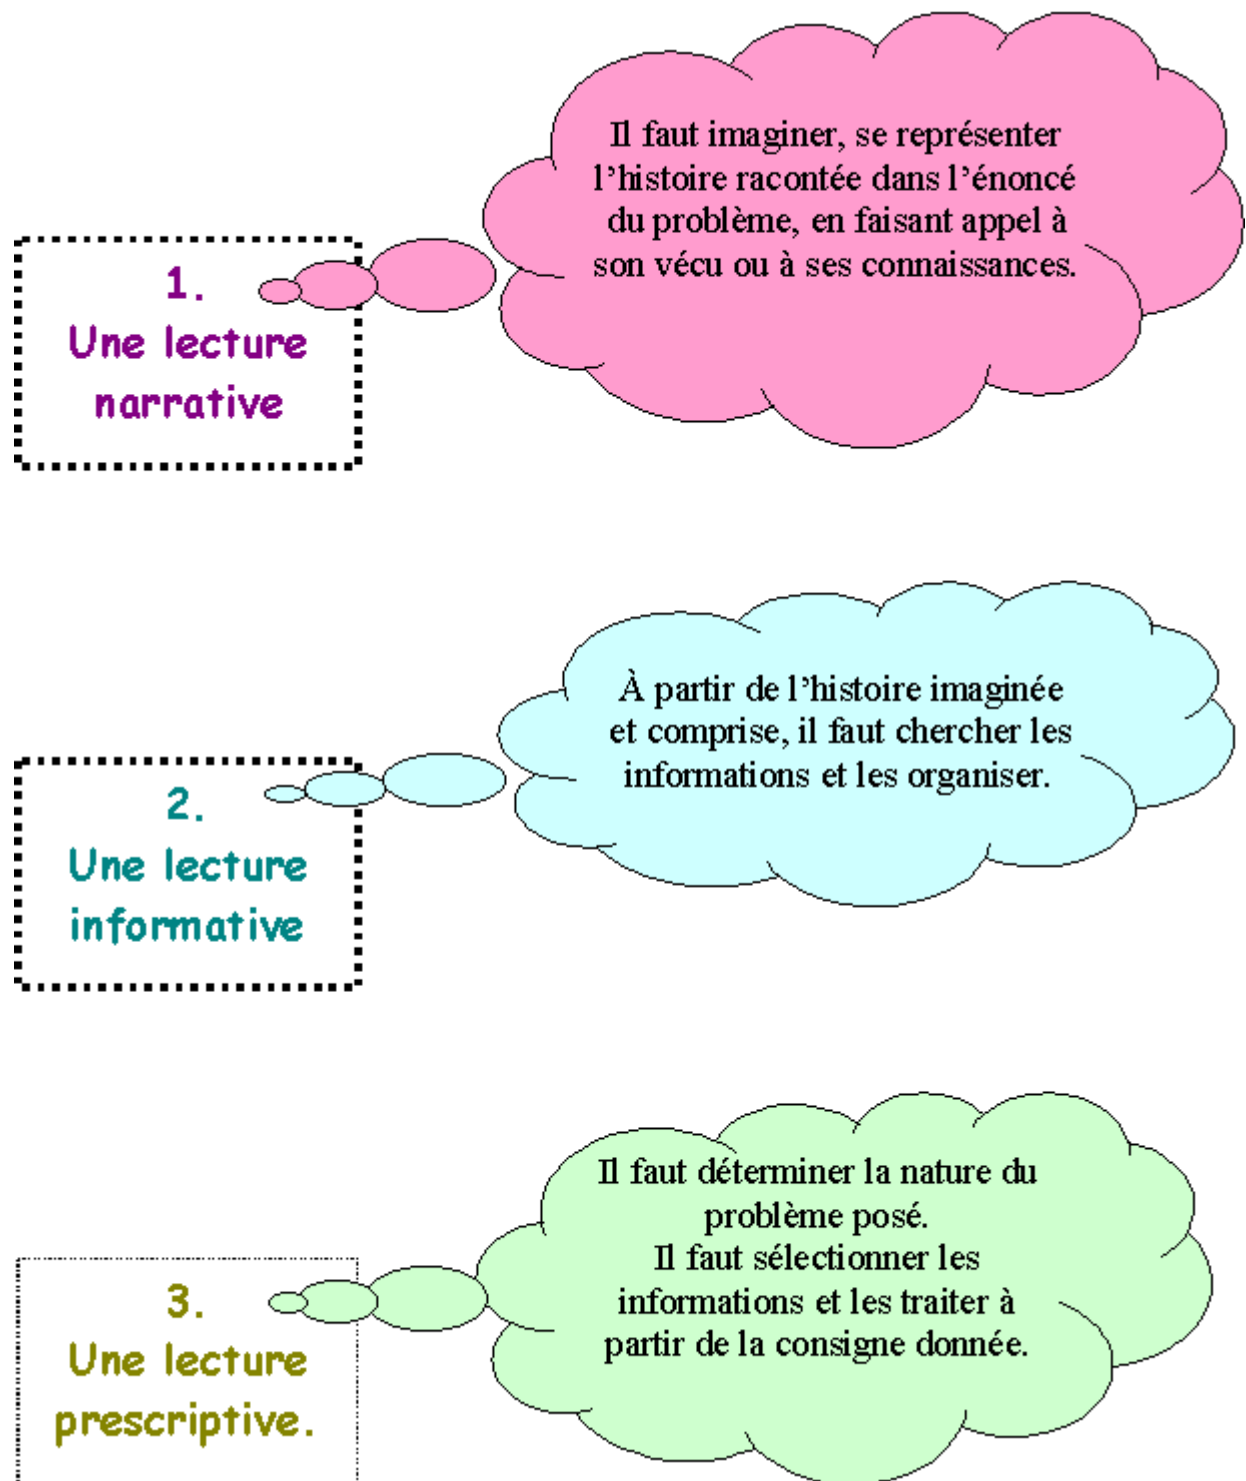 Il faut imaginer, se représenter
l'histoire racontée dans l'énoncé
du problème, en faisant appel à
son vécu ou à ses connaissances.
1.
Une lecture
narrative
À partir de l'histoire imaginée
et comprise, il faut chercher les
informations et les organiser.
2.
Une lecture
informative
Il faut déterminer la nature du
problème posé.
Il faut sélectionner les
informations et les traiter à
partir de la consigne donnée.
3.
Une lecture
prescriptive.